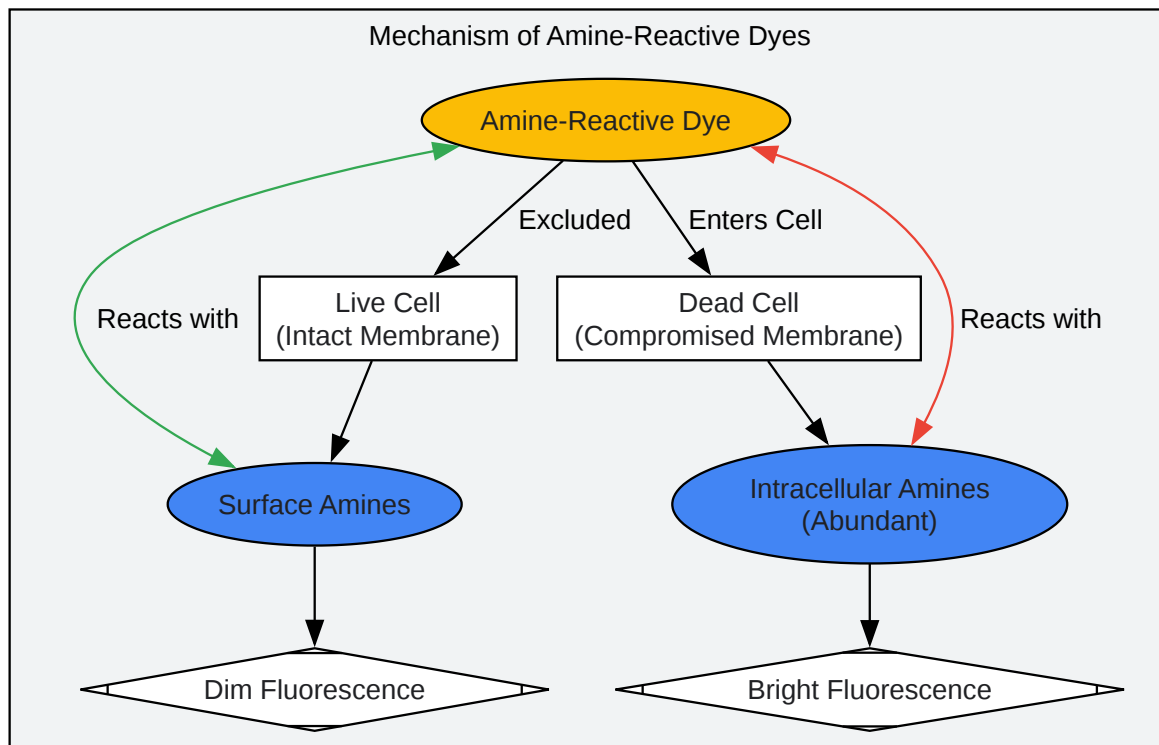 Mechanism of Amine-Reactive Dyes
Amine-Reactive Dye
Excluded
Enters Cell
Reacts with
Live Cell
(Intact Membrane)
Dead Cell
(Compromised Membrane)
Reacts with
Surface Amines
Intracellular Amines
(Abundant)
Dim Fluorescence
Bright Fluorescence